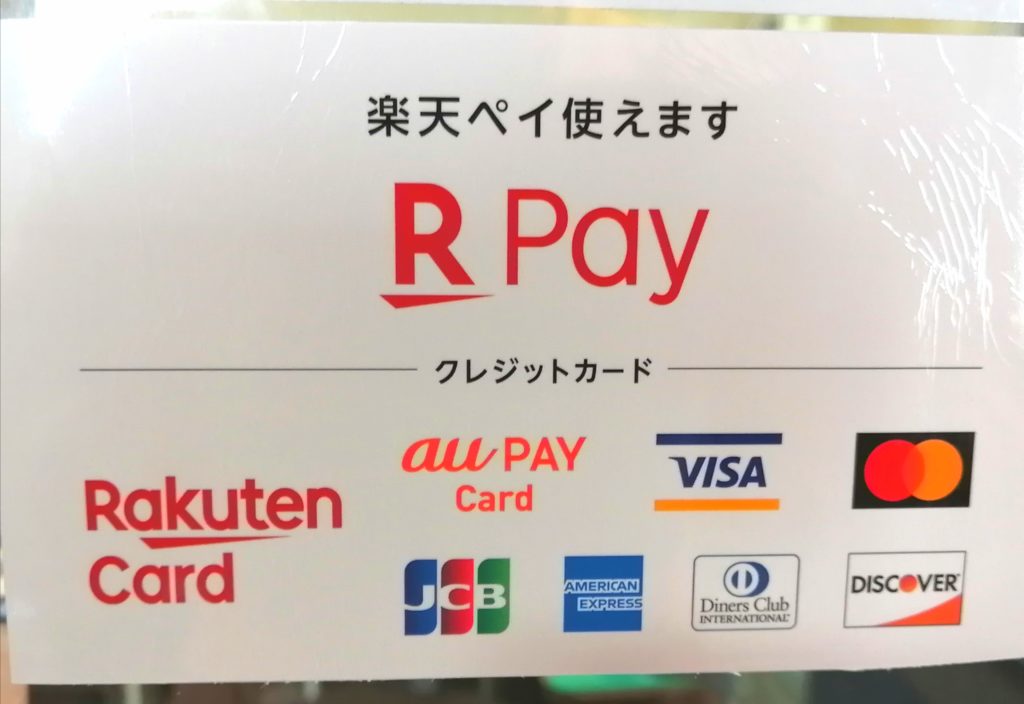 楽天ペイ使えます
R Pay
クレジットカード
Rakuten
Card
au PAY
Card
VISA
JCB
AMERICAN
EXPRESS
Diners Club
INTERNATIONAL®
DISCOVER®